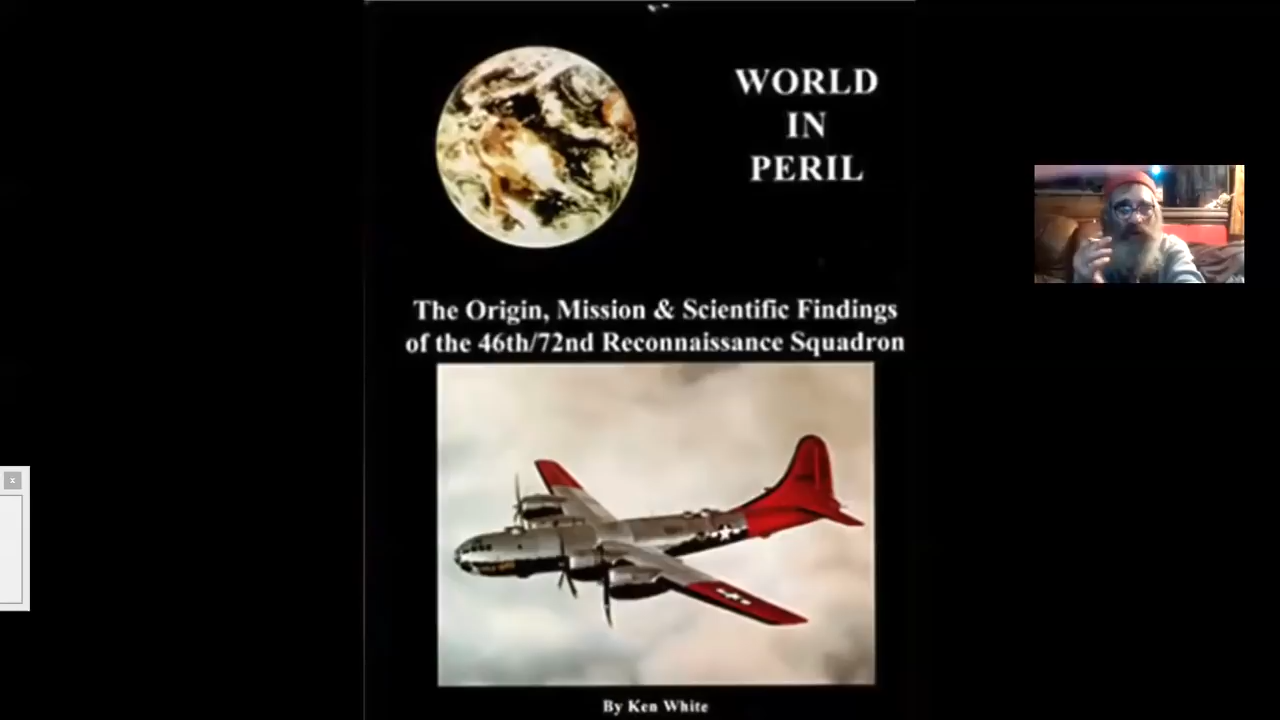 WORLD
IN
PERIL
The Origin, Mission & Scientific Findings
of the 46th/72nd Reconnaissance Squadron
By Ken White
x